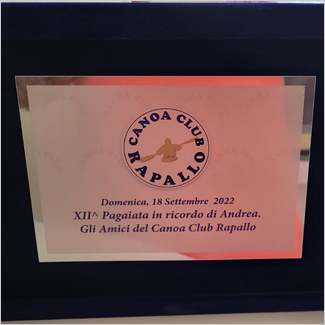 CANOA CLUB
RAPALLO
Domenica, 18 Settembre 2022
XII^ Pagaiata in ricordo di Andrea.
Gli Amici del Canoa Club Rapallo